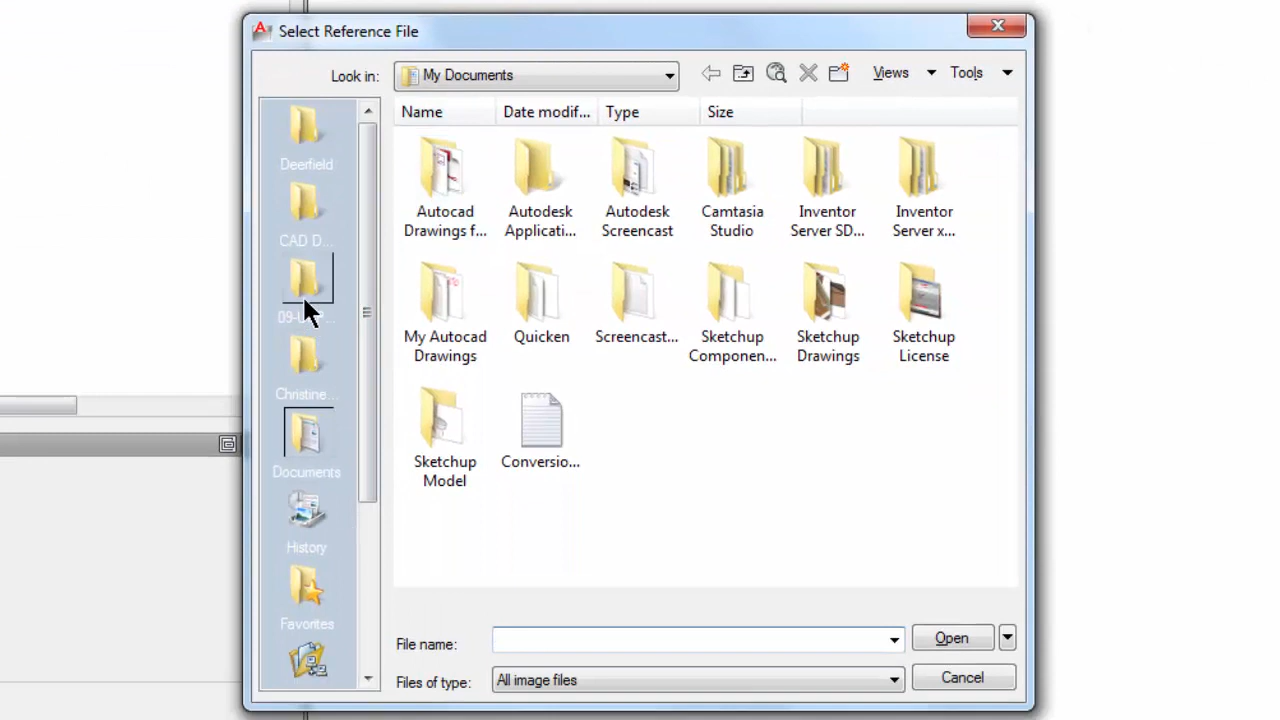 Select Reference File
Look in:
My Documents
Views
Tools
Name
Date modif...
Type
Size
Deerfield
CAD D...
Christine...
Documents
History
Favorites
Autocad
Drawings f...
Autodesk
Applicati...
Autodesk
Screencast
Camtasia
Studio
Inventor
Server SD...
Inventor
Server x...
My Autocad
Drawings
Quicken
Screencast...
Sketchup
Componen...
Sketchup
Drawings
Sketchup
License
Sketchup
Model
Conversio...
File name:
Open
Files of type:
All image files
Cancel